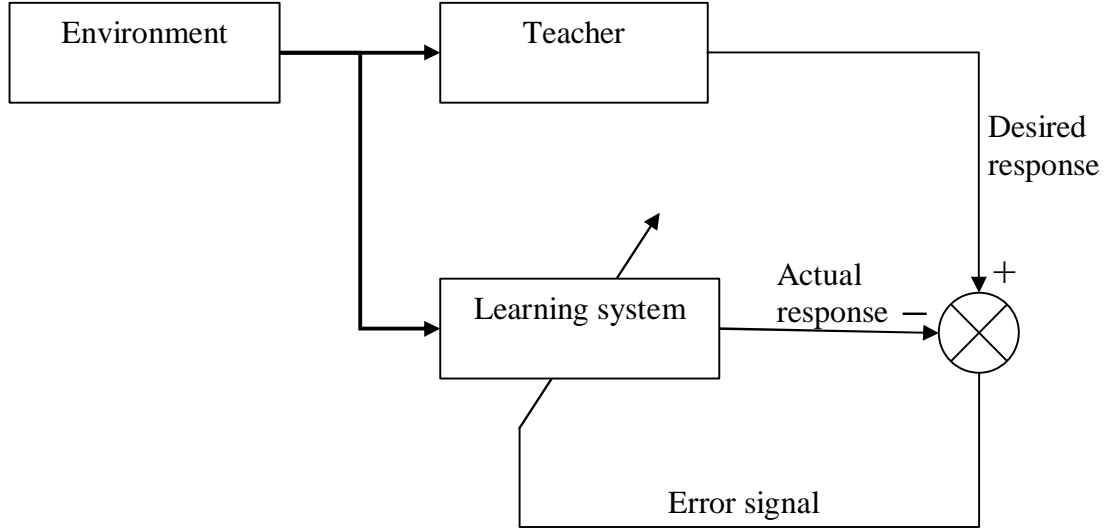 Environment
Teacher
Desired
response
+
Actual
response −
Learning system
Error signal